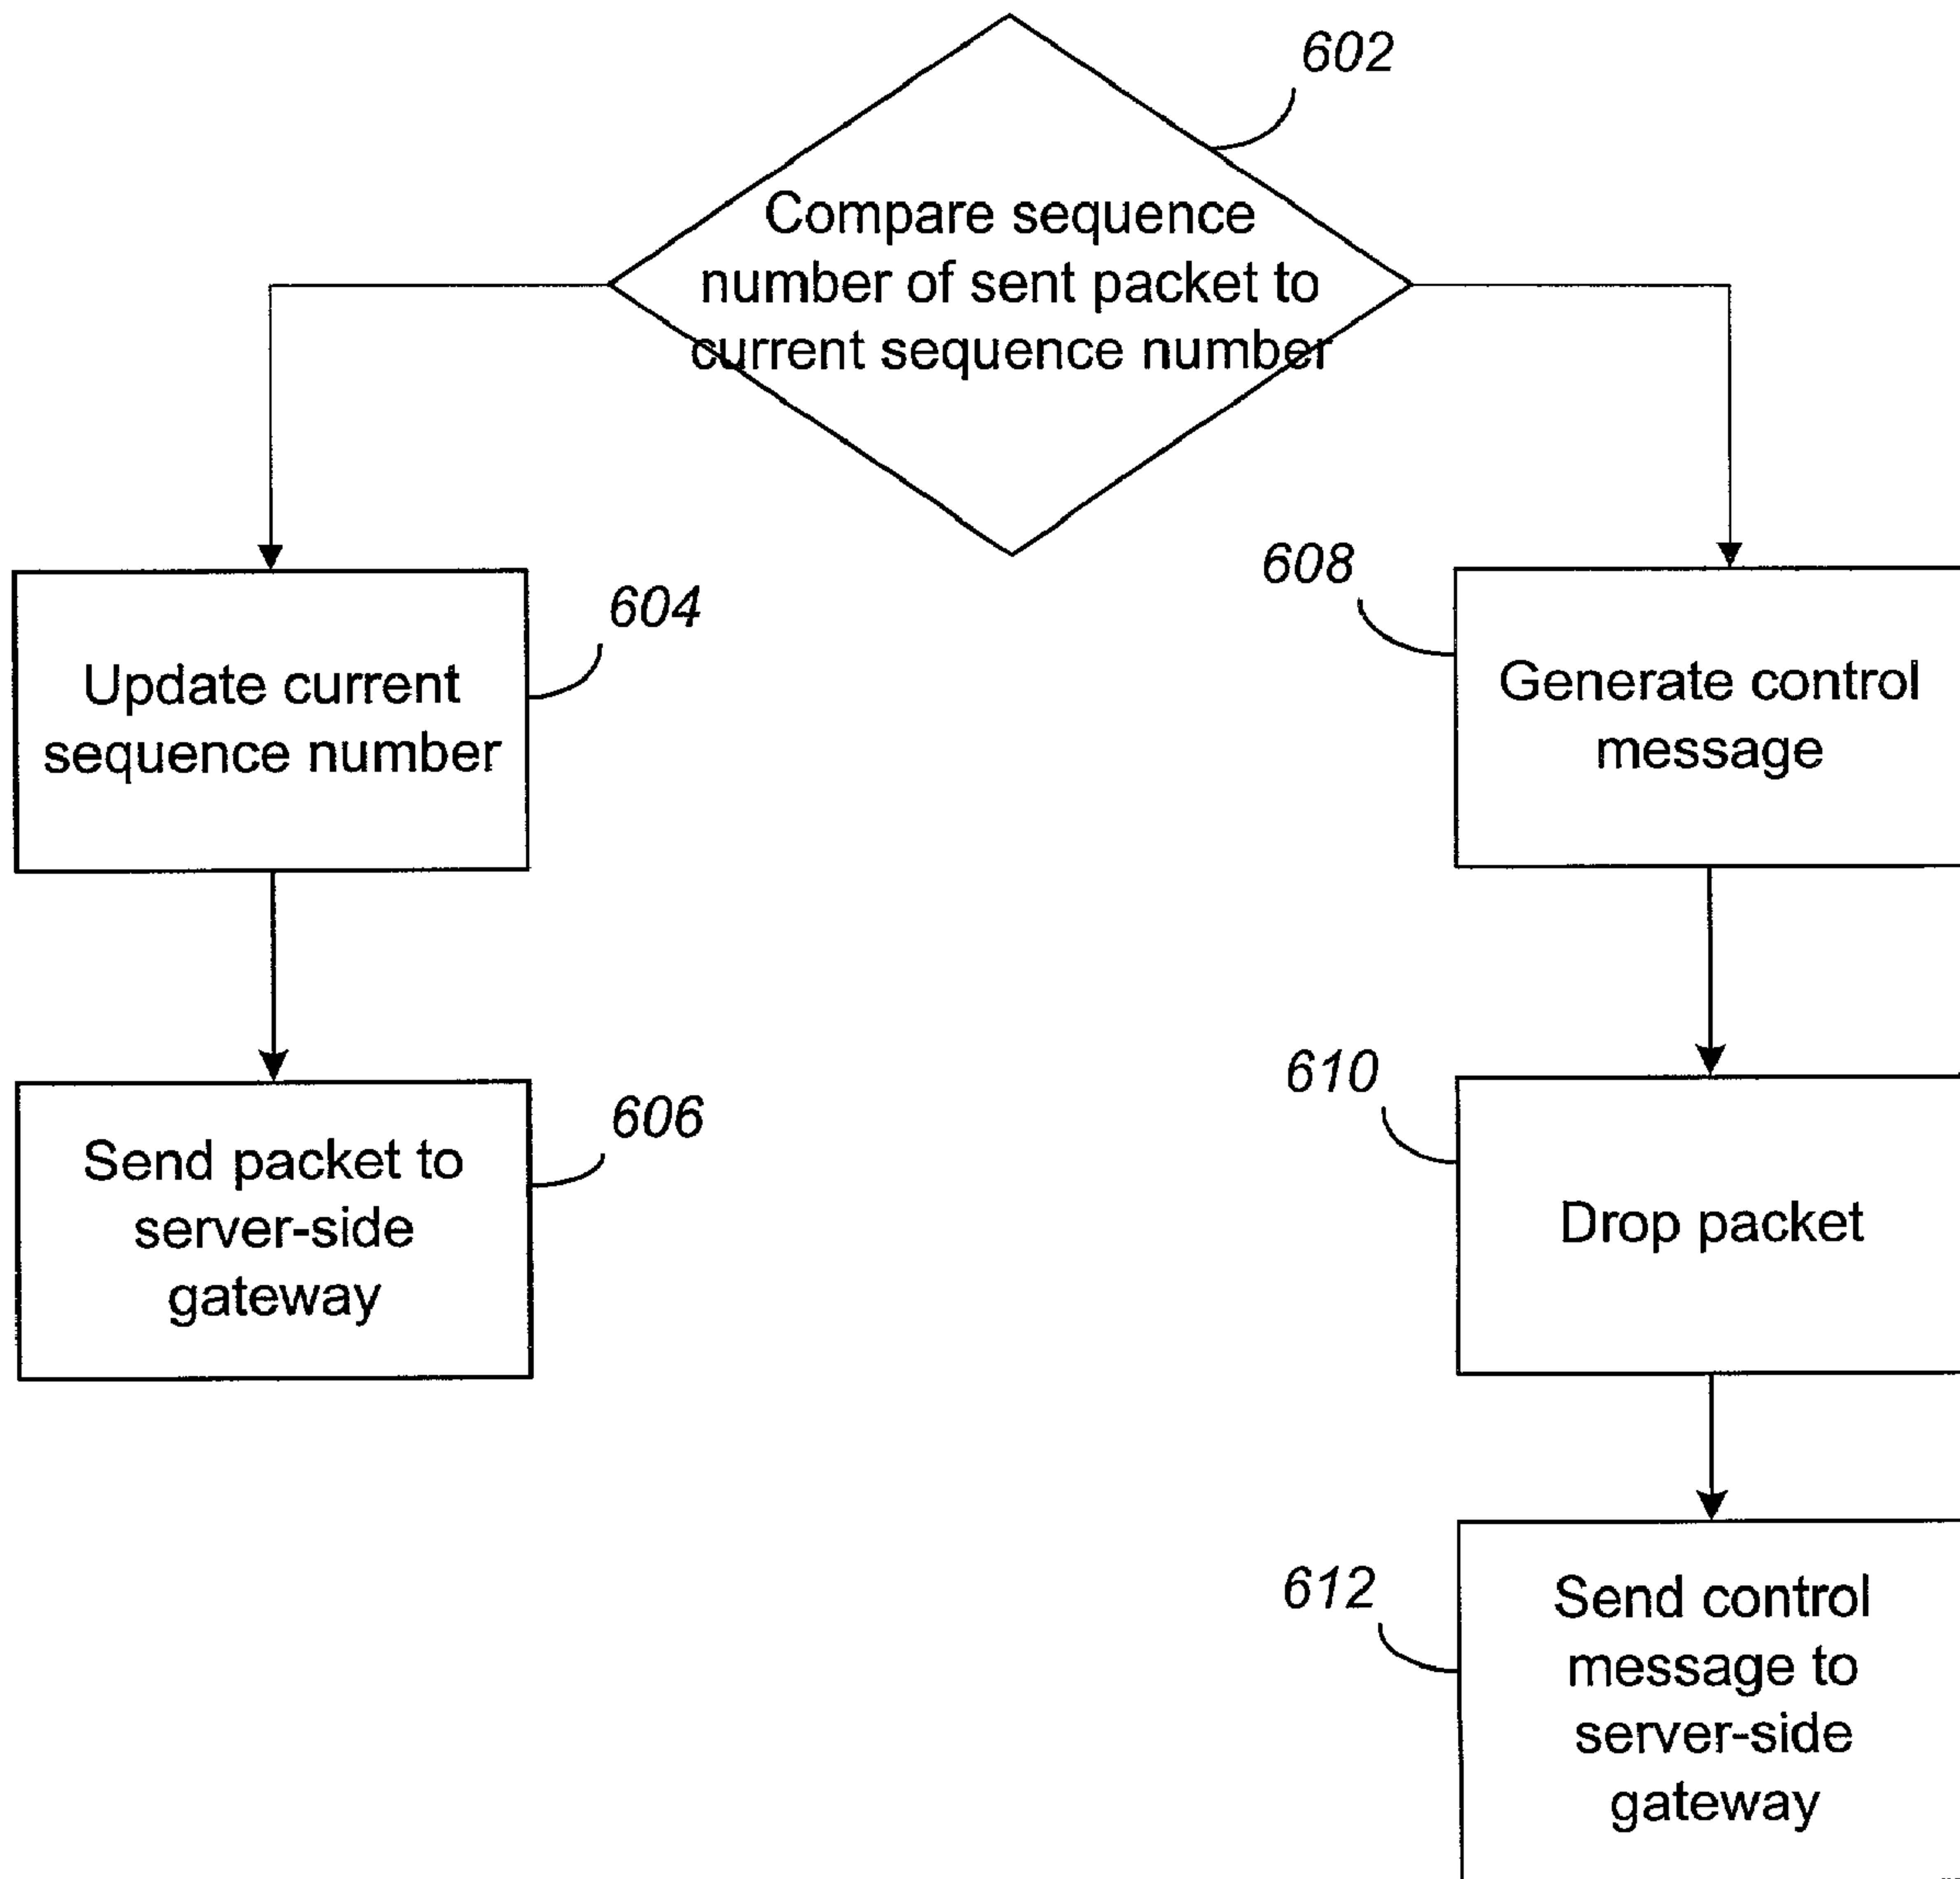 602
Compare sequence
number of sent packet to
current sequence number
604
Update current
sequence number
606
Send packet to
server-side
gateway
608
Generate control
message
610
Drop packet
612
Send control
message to
server-side
gateway